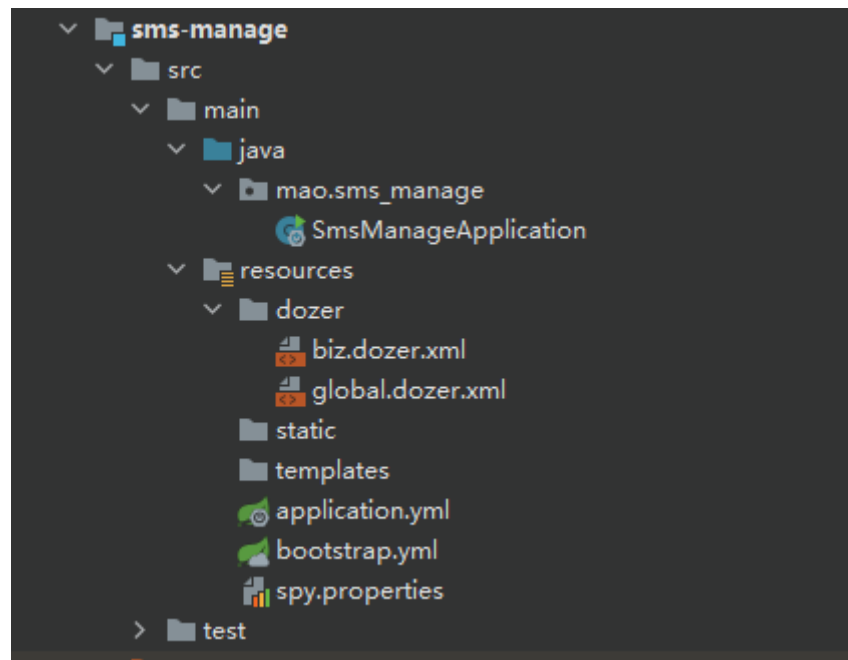 sms-manage
src
main
java
mao.sms_manage
SmsManageApplication
resources
dozer
biz.dozer.xml
global.dozer.xml
static
templates
application.yml
bootstrap.yml
spy.properties
test